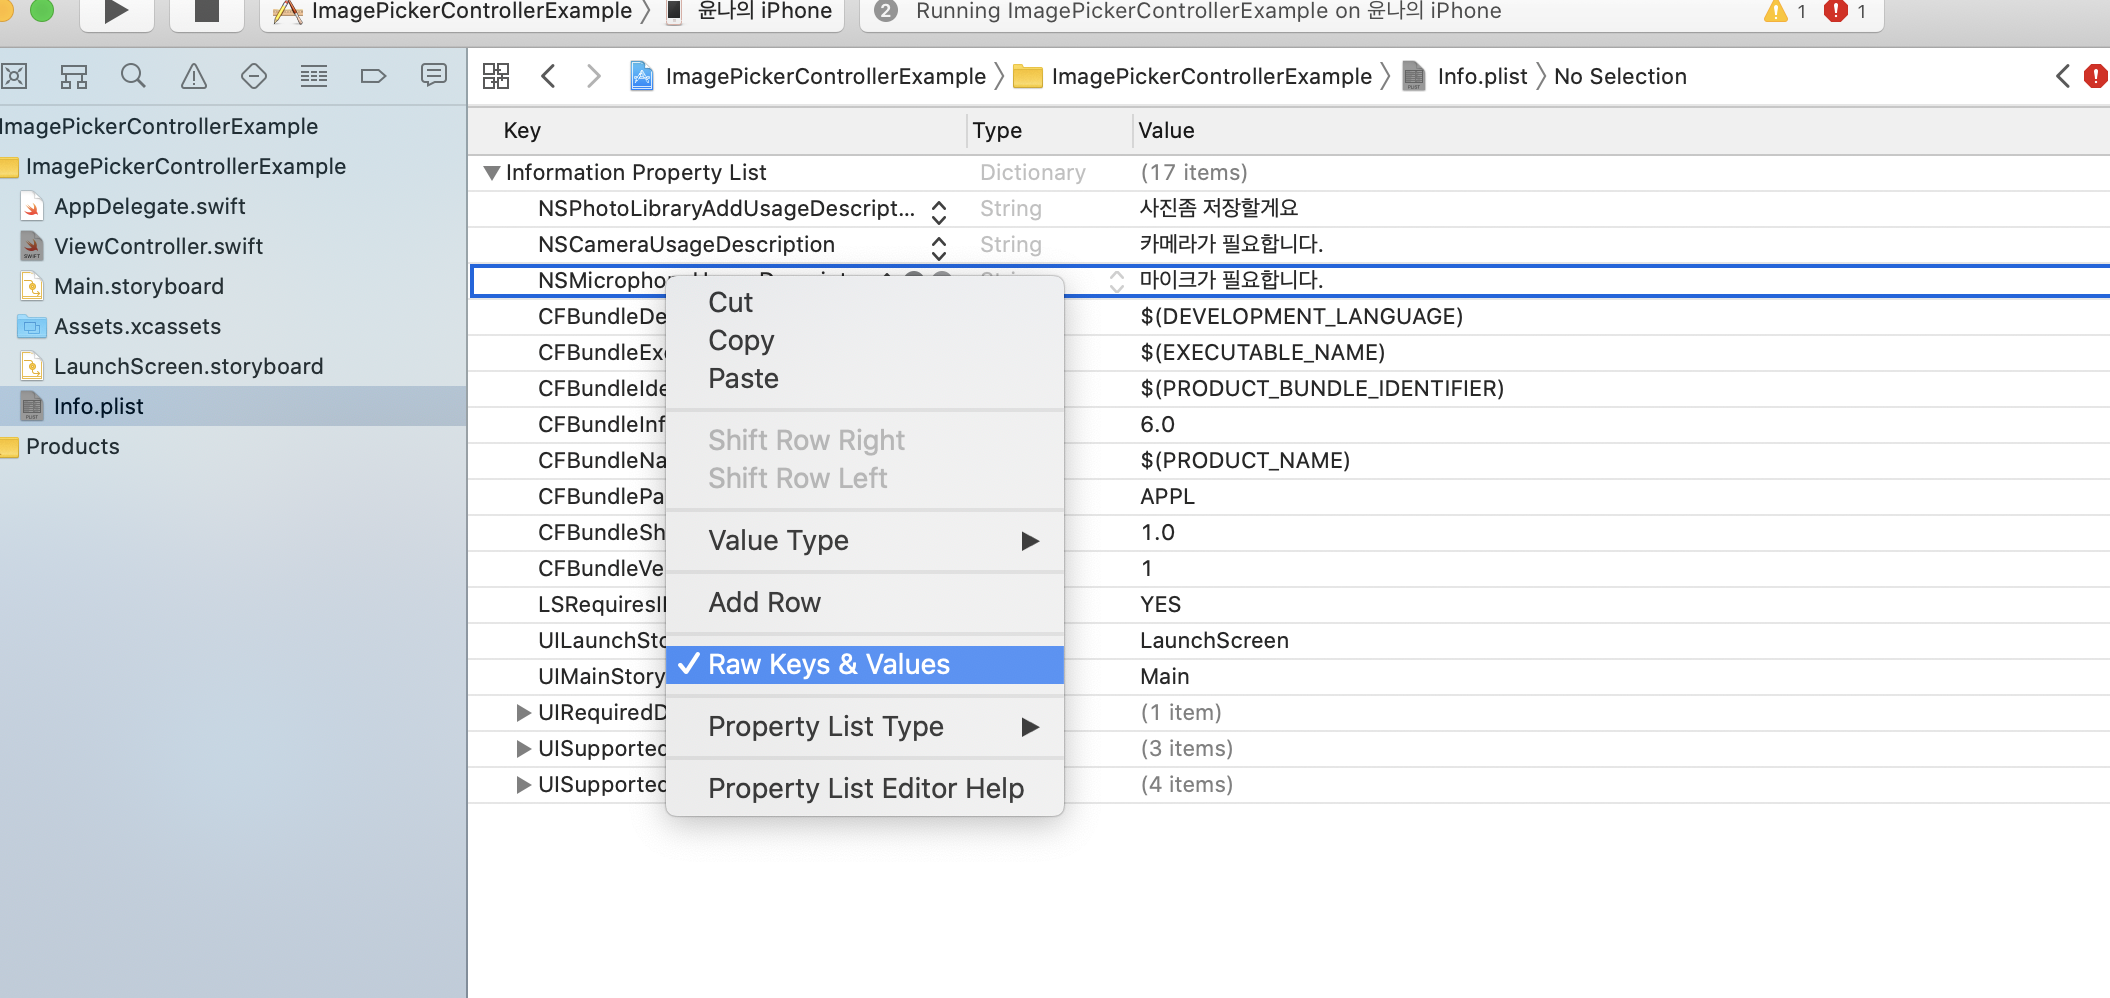 ImagePickerControllerExample 〉 윤나의 iPhone
2 Running ImagePickerControllerExample on 윤나의 iPhone 1 1
ImagePickerControllerExample 〉 ImagePickerControllerExample 〉 Info.plist 〉 No Selection
ImagePickerControllerExample
ImagePickerControllerExample
AppDelegate.swift
ViewController.swift
Main.storyboard
Assets.xcassets
LaunchScreen.storyboard
Info.plist
Products
Key Type Value
Information Property List Dictionary (17 items)
NSPhotoLibraryAddUsageDescript... String 사진좀 저장할게요
NSCameraUsageDescription String 카메라가 필요합니다.
NSMicropho 마이크가 필요합니다.
CFBundleDe $(DEVELOPMENT_LANGUAGE)
CFBundleExe $(EXECUTABLE_NAME)
CFBundleIde $(PRODUCT_BUNDLE_IDENTIFIER)
CFBundleInf 6.0
CFBundleNa $(PRODUCT_NAME)
CFBundlePa APPL
CFBundleSh 1.0
CFBundleVe 1
LSRequiresI YES
UILaunchSto LaunchScreen
UIMainStory Main
UIRequiredD (1 item)
UISupported (3 items)
UISupported (4 items)
Cut
Copy
Paste
Shift Row Right
Shift Row Left
Value Type
Add Row
Raw Keys & Values
Property List Type
Property List Editor Help